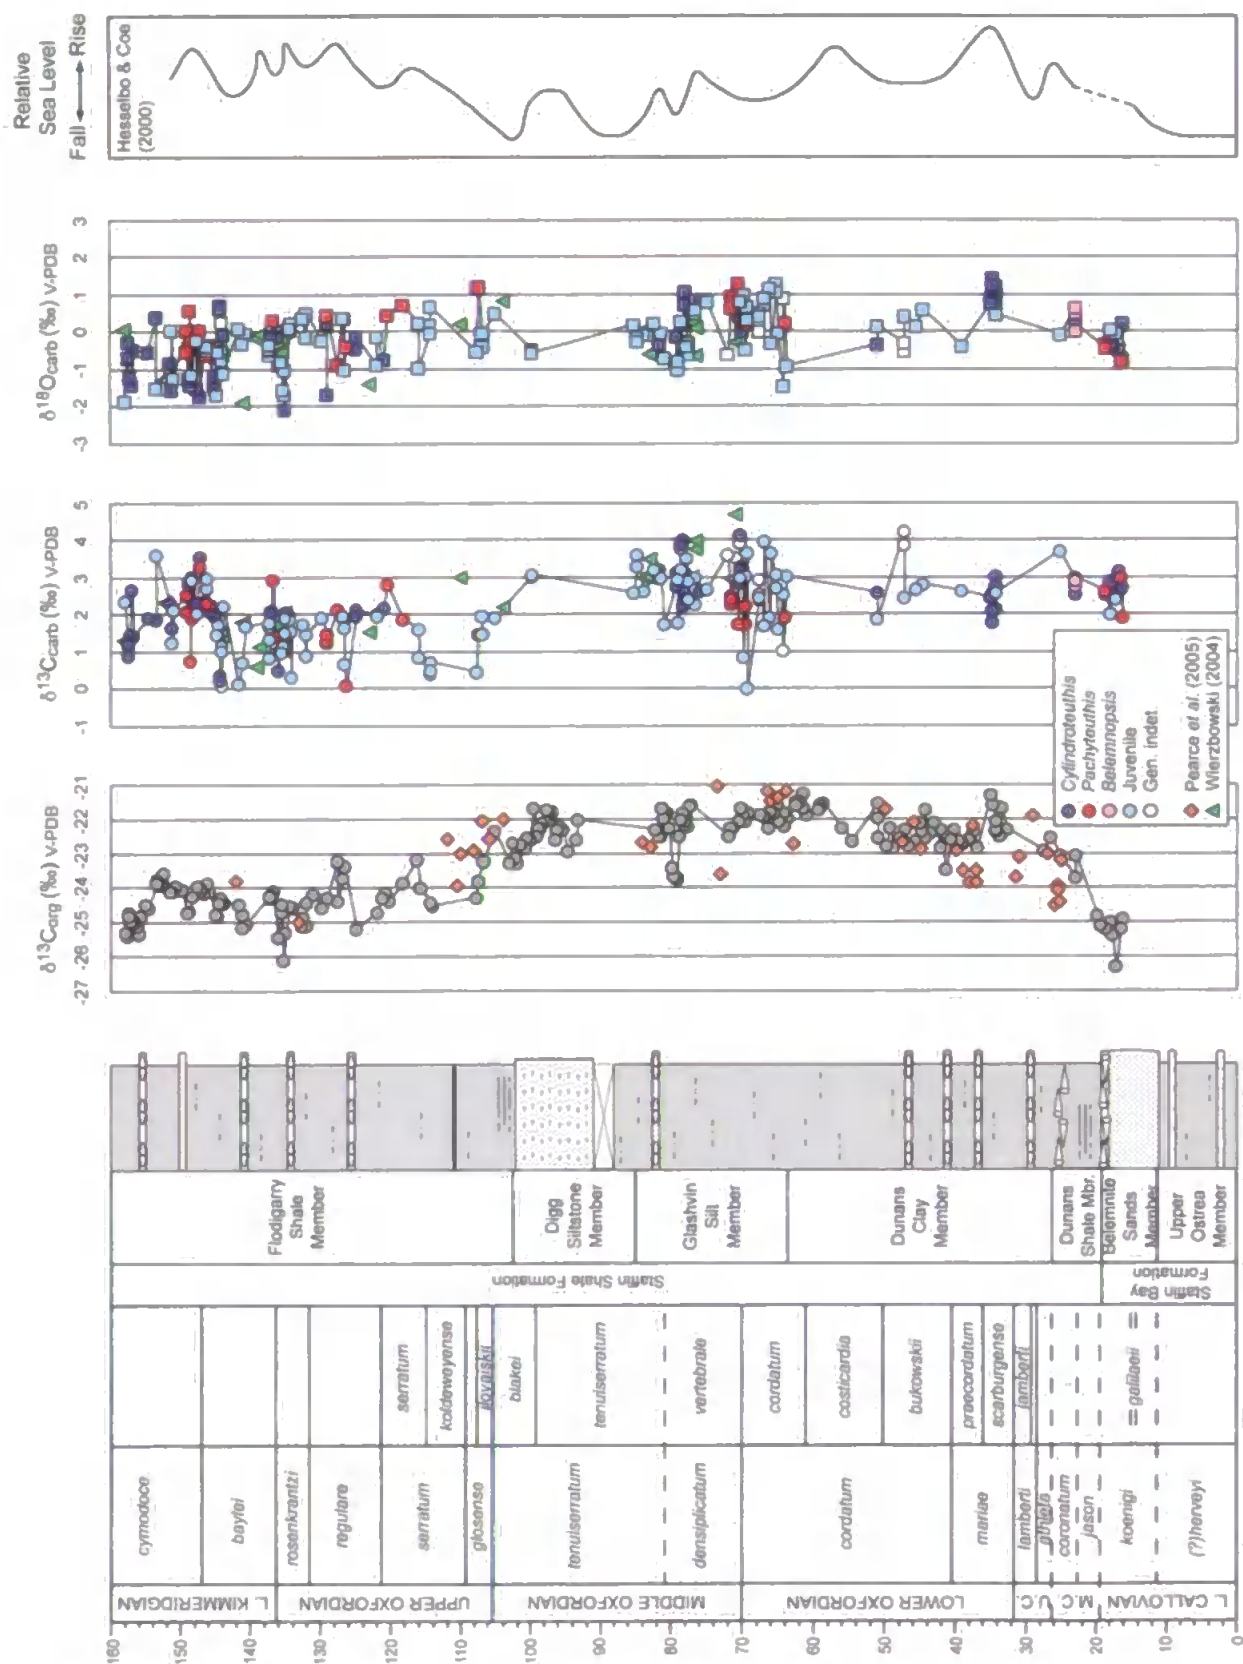 Relative
Sea Level
Fall ⟷ Rise
Hesselbo & Coe
(2000)
3
2
1
0
-1
-2
-3
δ18Ocarb (‰) V-PDB
5
4
3
2
1
0
-1
δ13Ccarb (‰) V-PDB
Cylindroteuthis
Pachyteuthis
Belemnopsis
Juvenile
Gen. indet
Pearce et al. (2005)
Wierzbowski (2004)
-21
-22
-23
-24
-25
-26
-27
δ13Corg (‰) V-PDB
Flodigarry
Shale
Member
Digg
Siltstone
Member
Glashvin
Silt
Member
Dunans
Clay
Member
Dunans
Shale Mbr.
Belemnite
Sands
Member
Upper
Ostrea
Member
Staffin Shale Formation
Staffin Bay
Formation
serratum
koldeweyense
ilovaiskii
blakei
tenuiserratum
vertebrale
cordatum
costicardia
bukowskii
praecordatum
scarburgense
lamberti
galilaeii
cymodoce
baylei
rosenkrantzi
regulare
serratum
glosense
tenuiserratum
densiplicatum
cordatum
mariae
lamberti
athleta
coronatum
jason
koenigi
(?)herveyi
L. KIMMERIDGIAN
UPPER OXFORDIAN
MIDDLE OXFORDIAN
LOWER OXFORDIAN
U.C.
M.C.
L. CALLOVIAN
160
150
140
130
120
110
100
90
80
70
60
50
40
30
20
10
0